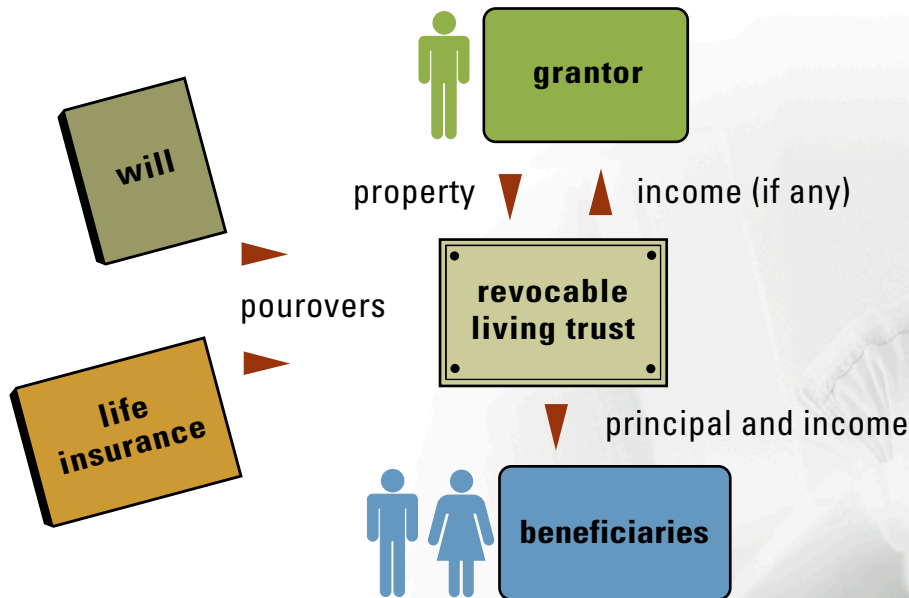 grantor
will
property
income (if any)
revocable
living trust
pourovers
life
insurance
principal and income
beneficiaries